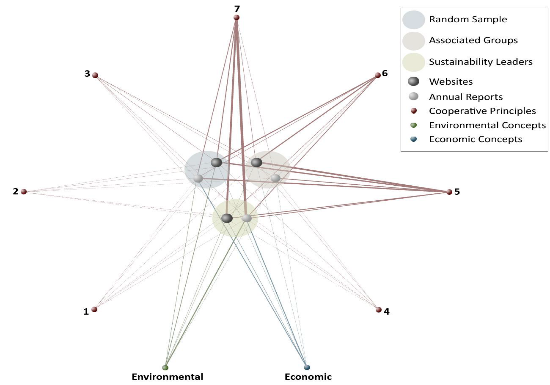 7
Random Sample
Associated Groups
Sustainability Leaders
Websites
Annual Reports
Cooperative Principles
Environmental Concepts
Economic Concepts
3
6
2
5
1
4
Environmental
Economic